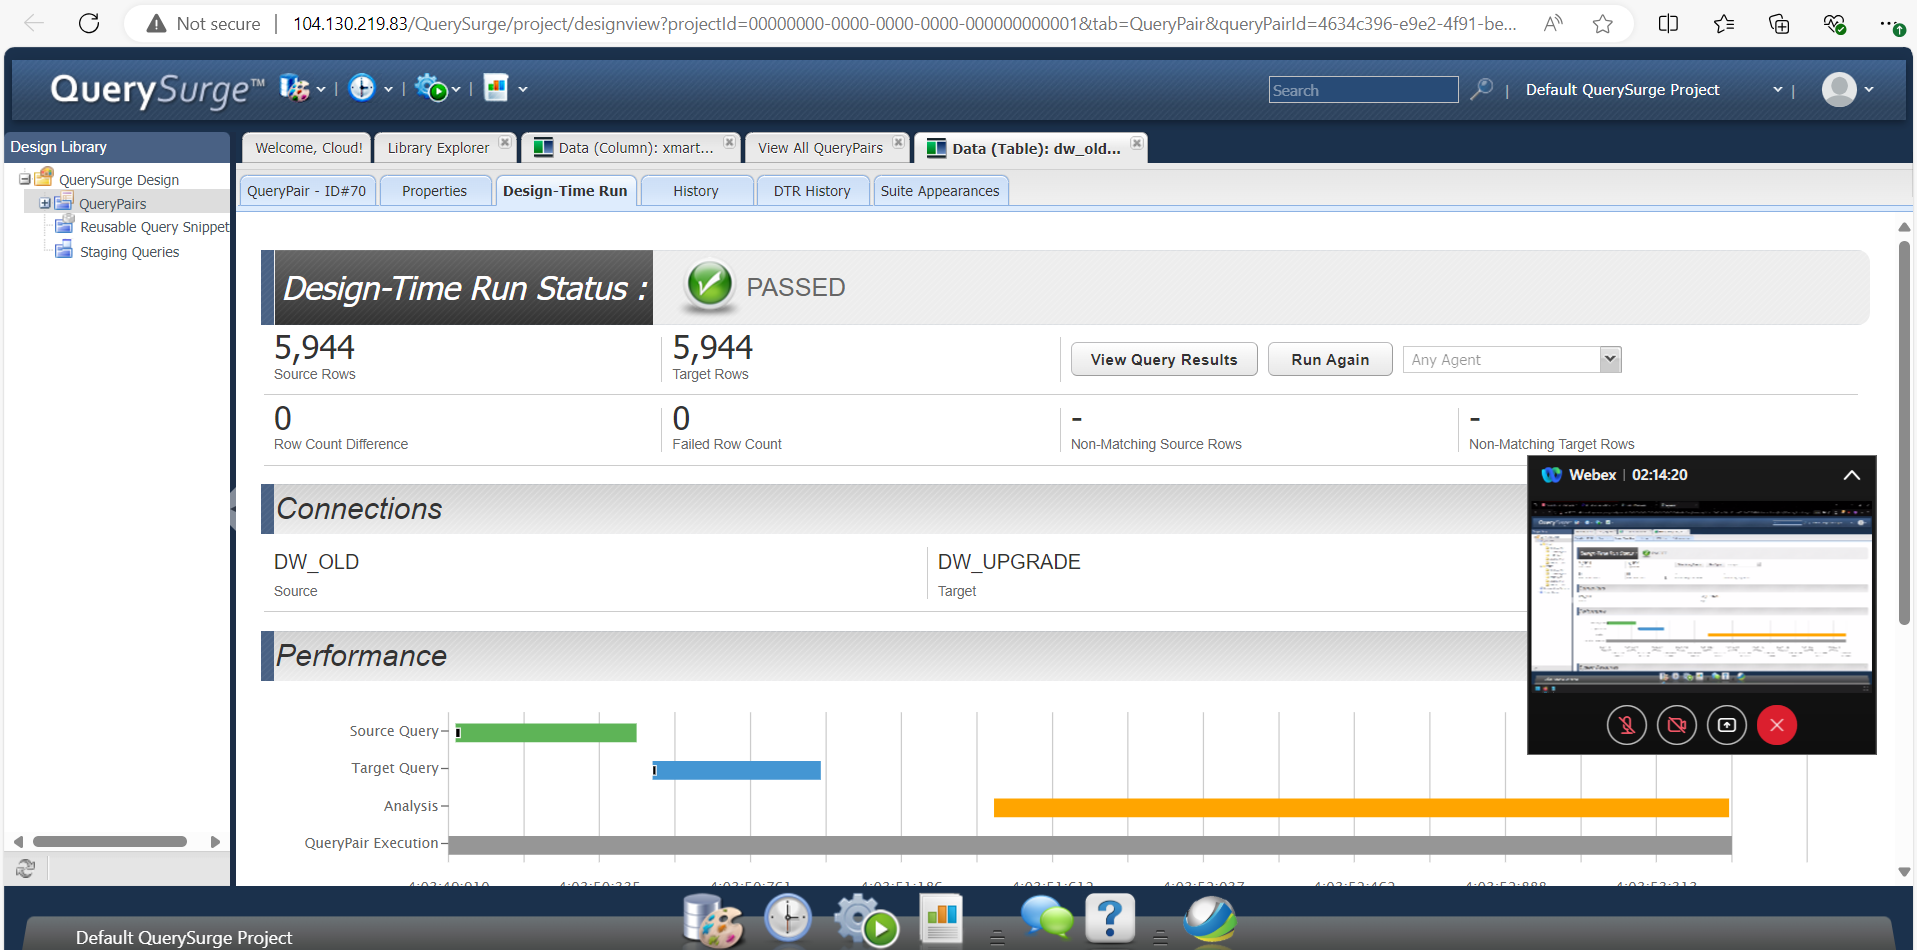 Not secure
104.130.219.83/QuerySurge/project/designview?projectId=00000000-0000-0000-0000-000000000001&tab=QueryPair&queryPairId=4634c396-e9e2-4f91-be...
QuerySurge™
Search
Default QuerySurge Project
Design Library
Welcome, Cloud!
Library Explorer
Data (Column): xmart...
View All QueryPairs
Data (Table): dw_old...
QuerySurge Design
QueryPairs
Reusable Query Snippet
Staging Queries
QueryPair - ID#70
Properties
Design-Time Run
History
DTR History
Suite Appearances
Design-Time Run Status :
PASSED
5,944
Source Rows
5,944
Target Rows
View Query Results
Run Again
Any Agent
0
Row Count Difference
0
Failed Row Count
-
Non-Matching Source Rows
-
Non-Matching Target Rows
Webex | 02:14:20
Connections
DW_OLD
Source
DW_UPGRADE
Target
Performance
Source Query
Target Query
Analysis
QueryPair Execution
Default QuerySurge Project